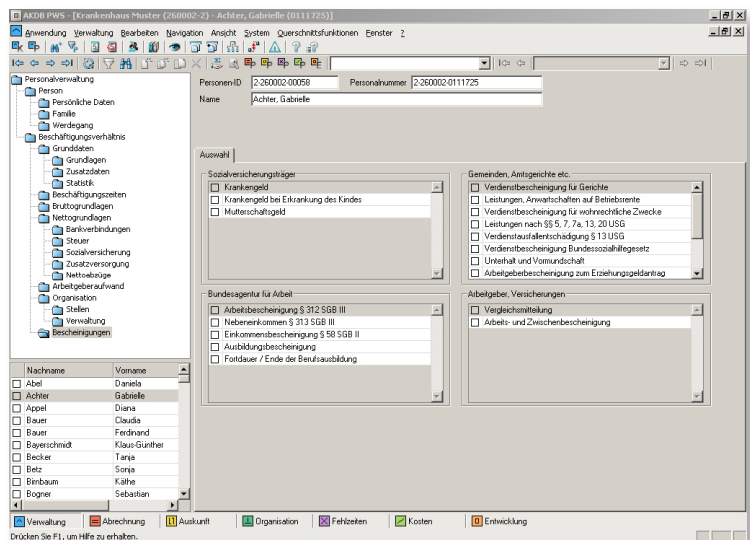 AKDB PWS - [Krankenhaus Muster (260002-2) - Achter, Gabrielle (0111725)]
Anwendung Verwaltung Bearbeiten Navigation Ansicht System Querschnittsfunktionen Fenster ?
Personalverwaltung
Person
Persönliche Daten
Familie
Werdegang
Beschäftigungsverhältnis
Grunddaten
Grundlagen
Zusatzdaten
Statistik
Beschäftigungszeiten
Bruttogrundlagen
Nettogrundlagen
Bankverbindungen
Steuer
Sozialversicherung
Zusatzversorgung
Nettoabzüge
Arbeitgeberaufwand
Organisation
Stellen
Verwaltung
Bescheinigungen
Nachname Vorname
Abel Daniela
Achter Gabrielle
Appel Diana
Bauer Claudia
Bauer Ferdinand
Bayerschmidt Klaus-Günther
Becker Tanja
Betz Sonja
Birnbaum Käthe
Bogner Sebastian
Personen-ID 2-260002-00058 Personalnummer 2-260002-0111725
Name Achter, Gabrielle
Auswahl
Sozialversicherungsträger
Krankengeld
Krankengeld bei Erkrankung des Kindes
Mutterschaftsgeld
Gemeinden, Amtsgerichte etc.
Verdienstbescheinigung für Gerichte
Leistungen, Anwartschaften auf Betriebsrente
Verdienstbescheinigung für wohnrechtliche Zwecke
Leistungen nach §§ 5, 7, 7a, 13, 20 USG
Verdienstausfallentschädigung § 13 USG
Verdienstbescheinigung Bundessozialhilfegesetz
Unterhalt und Vormundschaft
Arbeitgeberbescheinigung zum Erziehungsgeldantrag
Bundesagentur für Arbeit
Arbeitsbescheinigung § 312 SGB III
Nebeneinkommen § 313 SGB III
Einkommensbescheinigung § 58 SGB II
Ausbildungsbescheinigung
Fortdauer / Ende der Berufsausbildung
Arbeitgeber, Versicherungen
Vergleichsmitteilung
Arbeits- und Zwischenbescheinigung
Verwaltung Abrechnung Auskunft Organisation Fehlzeiten Kosten Entwicklung
Drücken Sie F1, um Hilfe zu erhalten.